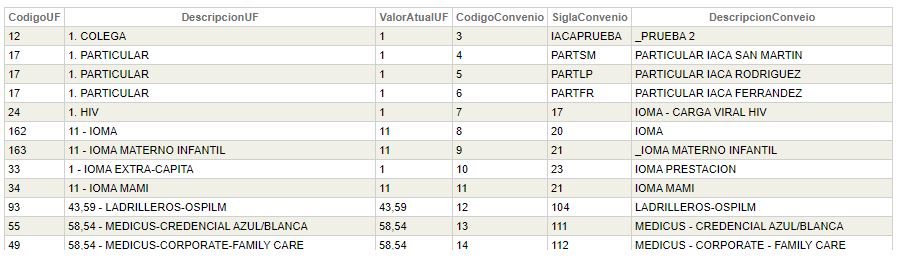 CodigoUF DescripcionUF ValorAtualUF CodigoConvenio SiglaConvenio DescripcionConveio
12 1. COLEGA 1 3 IACAPRUEBA _PRUEBA 2
17 1. PARTICULAR 1 4 PARTSM PARTICULAR IACA SAN MARTIN
17 1. PARTICULAR 1 5 PARTLP PARTICULAR IACA RODRIGUEZ
17 1. PARTICULAR 1 6 PARTFR PARTICULAR IACA FERRANDEZ
24 1. HIV 1 7 17 IOMA - CARGA VIRAL HIV
162 11 - IOMA 11 8 20 IOMA
163 11 - IOMA MATERNO INFANTIL 11 9 21 _IOMA MATERNO INFANTIL
33 1 - IOMA EXTRA-CAPITA 1 10 23 IOMA PRESTACION
34 11 - IOMA MAMI 11 11 21 IOMA MAMI
93 43,59 - LADRILLEROS-OSPILM 43,59 12 104 LADRILLEROS-OSPILM
55 58,54 - MEDICUS-CREDENCIAL AZUL/BLANCA 58,54 13 111 MEDICUS - CREDENCIAL AZUL/BLANCA
49 58,54 - MEDICUS-CORPORATE-FAMILY CARE 58,54 14 112 MEDICUS - CORPORATE - FAMILY CARE